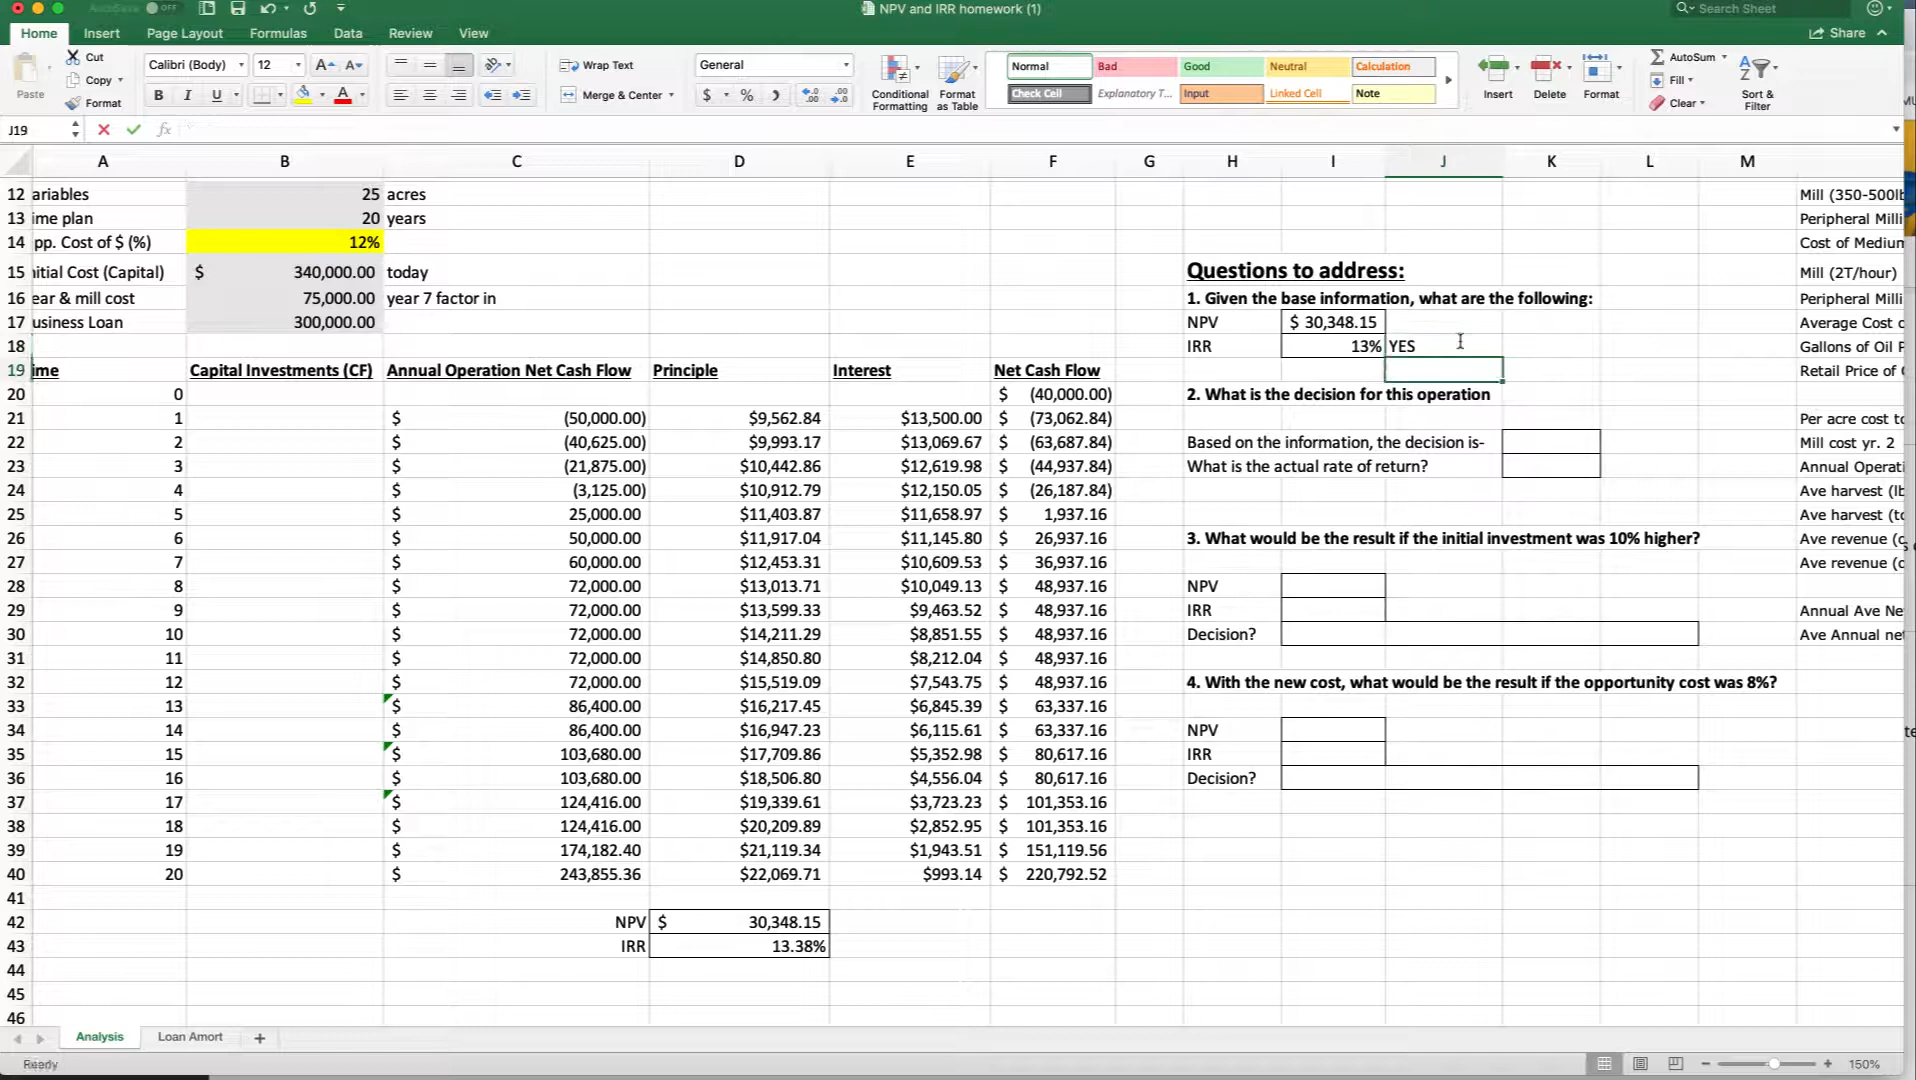 AutoSave OFF
NPV and IRR homework (1)
Search Sheet
Home Insert Page Layout Formulas Data Review View
Share
Paste
Cut
Copy
Format
Calibri (Body) 12
B I U
Wrap Text
Merge & Center
General
$ %
Conditional Formatting
Format as Table
Normal Bad Good Neutral Calculation
Check Cell Explanatory T... Input Linked Cell Note
Insert Delete Format
AutoSum
Fill
Clear
Sort & Filter
J19 fx
A B C D E F G H I J K L M
12 ariables 25 acres Mill (350-500lb
13 ime plan 20 years Peripheral Milli
14 pp. Cost of $ (%) 12% Cost of Medium
15 nitial Cost (Capital) $ 340,000.00 today Questions to address: Mill (2T/hour)
16 ear & mill cost 75,000.00 year 7 factor in 1. Given the base information, what are the following: Peripheral Milli
17 usiness Loan 300,000.00 NPV $ 30,348.15 Average Cost o
18 IRR 13% YES Gallons of Oil P
19 ime Capital Investments (CF) Annual Operation Net Cash Flow Principle Interest Net Cash Flow Retail Price of
20 0 $ (40,000.00) 2. What is the decision for this operation
21 1 $ (50,000.00) $9,562.84 $13,500.00 $ (73,062.84) Per acre cost to
22 2 $ (40,625.00) $9,993.17 $13,069.67 $ (63,687.84) Based on the information, the decision is- Mill cost yr. 2
23 3 $ (21,875.00) $10,442.86 $12,619.98 $ (44,937.84) What is the actual rate of return? Annual Operati
24 4 $ (3,125.00) $10,912.79 $12,150.05 $ (26,187.84) Ave harvest (lb
25 5 $ 25,000.00 $11,403.87 $11,658.97 $ 1,937.16 Ave harvest (to
26 6 $ 50,000.00 $11,917.04 $11,145.80 $ 26,937.16 3. What would be the result if the initial investment was 10% higher? Ave revenue (c
27 7 $ 60,000.00 $12,453.31 $10,609.53 $ 36,937.16 Ave revenue (c
28 8 $ 72,000.00 $13,013.71 $10,049.13 $ 48,937.16 NPV
29 9 $ 72,000.00 $13,599.33 $9,463.52 $ 48,937.16 IRR Annual Ave Ne
30 10 $ 72,000.00 $14,211.29 $8,851.55 $ 48,937.16 Decision? Ave Annual net
31 11 $ 72,000.00 $14,850.80 $8,212.04 $ 48,937.16
32 12 $ 72,000.00 $15,519.09 $7,543.75 $ 48,937.16 4. With the new cost, what would be the result if the opportunity cost was 8%?
33 13 $ 86,400.00 $16,217.45 $6,845.39 $ 63,337.16
34 14 $ 86,400.00 $16,947.23 $6,115.61 $ 63,337.16 NPV
35 15 $ 103,680.00 $17,709.86 $5,352.98 $ 80,617.16 IRR
36 16 $ 103,680.00 $18,506.80 $4,556.04 $ 80,617.16 Decision?
37 17 $ 124,416.00 $19,339.61 $3,723.23 $ 101,353.16
38 18 $ 124,416.00 $20,209.89 $2,852.95 $ 101,353.16
39 19 $ 174,182.40 $21,119.34 $1,943.51 $ 151,119.56
40 20 $ 243,855.36 $22,069.71 $993.14 $ 220,792.52
41
42 NPV $ 30,348.15
43 IRR 13.38%
44
45
46
Analysis Loan Amort +
Ready 150%